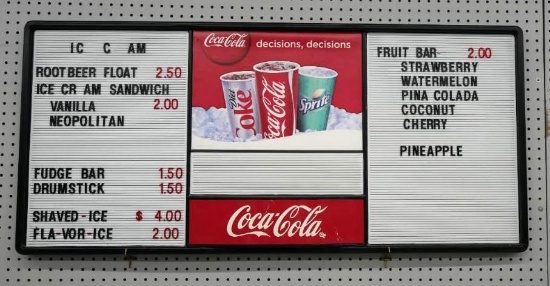 IC C AM
ROOTBEER FLOAT 2.50
ICE CR AM SANDWICH
VANILLA 2.00
NEOPOLITAN
FUDGE BAR 1.50
DRUMSTICK 1.50
SHAVED-ICE $ 4.00
FLA-VOR-ICE 2.00
Coca-Cola decisions, decisions
Diet Coke
Coca-Cola
Sprite
Coca-Cola
FRUIT BAR- 2.00
STRAWBERRY
WATERMELON
PINA COLADA
COCONUT
CHERRY
PINEAPPLE